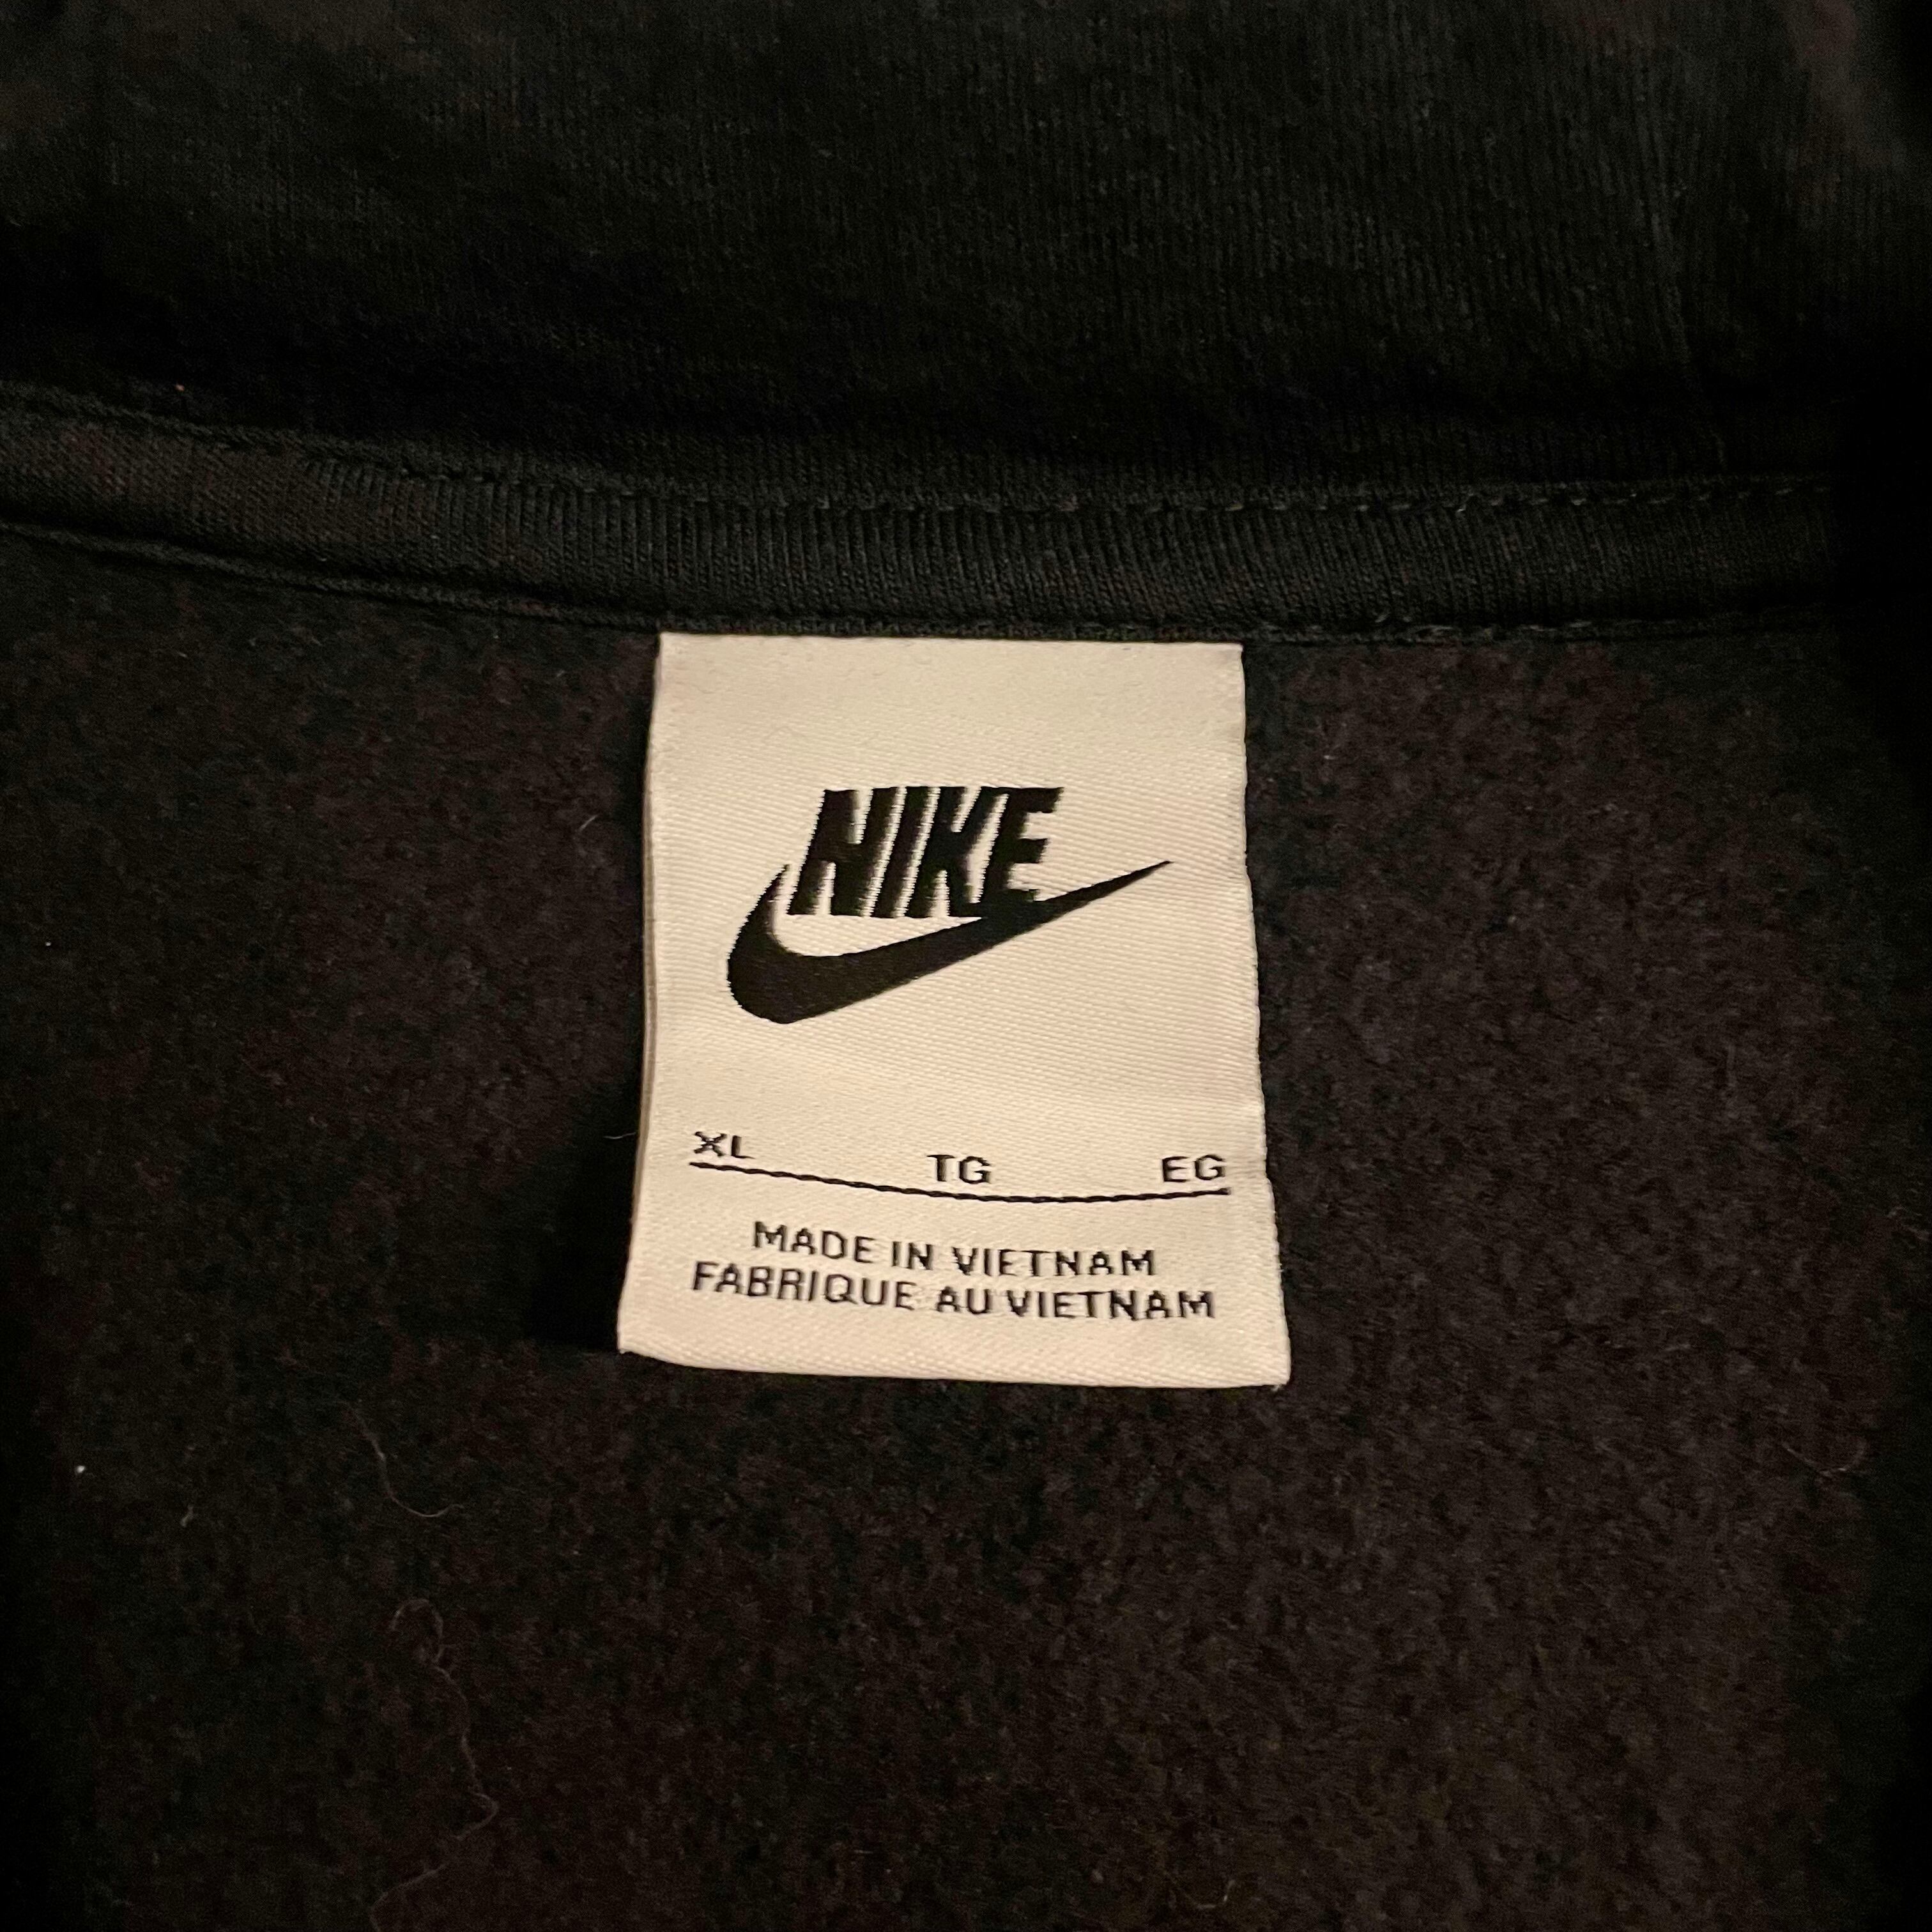 NIKE
XL TG EG
MADE IN VIETNAM
FABRIQUE AU VIETNAM